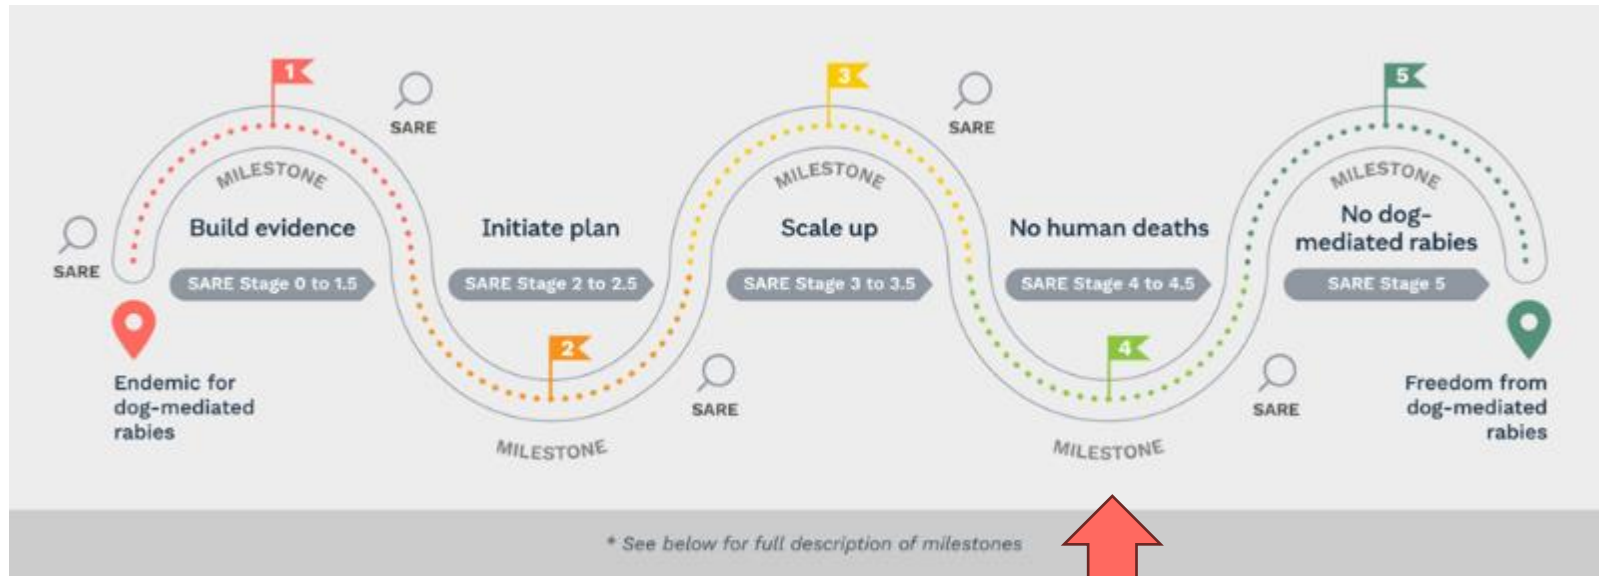 1
MILESTONE
Build evidence
SARE Stage 0 to 1.5
SARE
Endemic for
dog-mediated
rabies
SARE
Initiate plan
SARE Stage 2 to 2.5
2
MILESTONE
SARE
3
MILESTONE
Scale up
SARE Stage 3 to 3.5
SARE
No human deaths
SARE Stage 4 to 4.5
4
MILESTONE
SARE
5
MILESTONE
No dog-
mediated rabies
SARE Stage 5
Freedom from
dog-mediated
rabies
* See below for full description of milestones